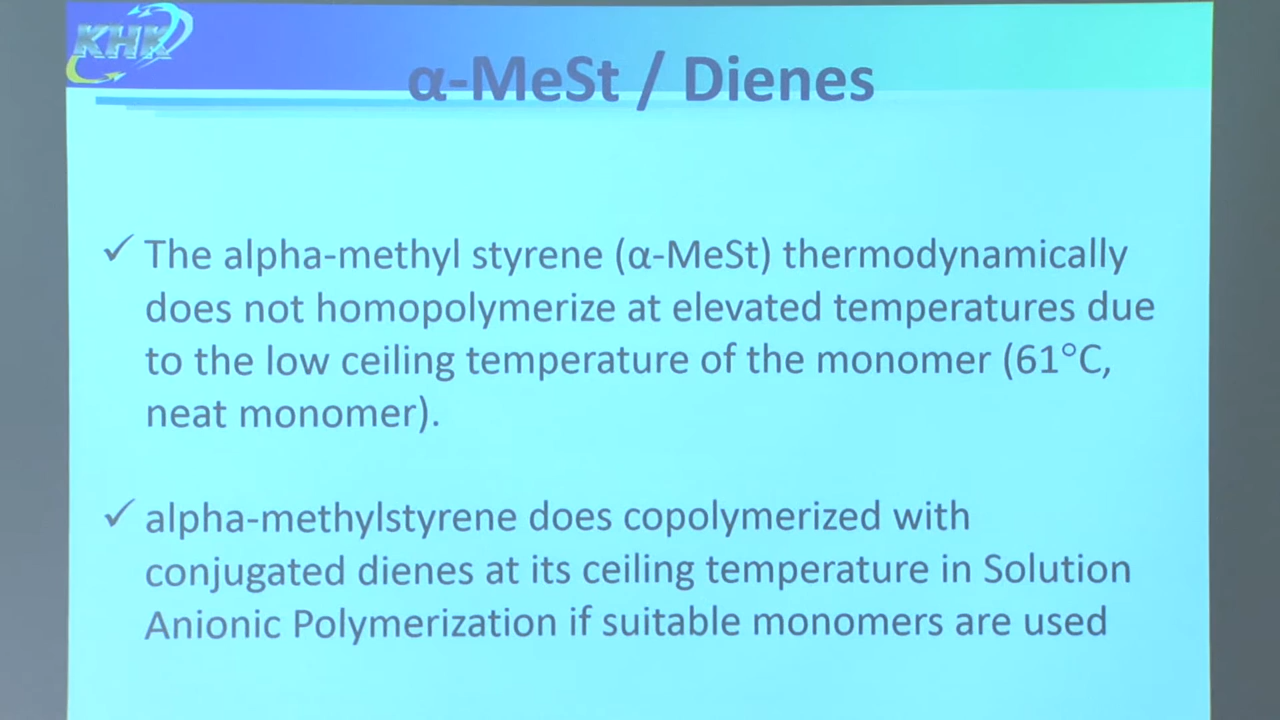 KHK
α-MeSt / Dienes
✓ The alpha-methyl styrene (α-MeSt) thermodynamically
does not homopolymerize at elevated temperatures due
to the low ceiling temperature of the monomer (61°C,
neat monomer).
✓ alpha-methylstyrene does copolymerized with
conjugated dienes at its ceiling temperature in Solution
Anionic Polymerization if suitable monomers are used